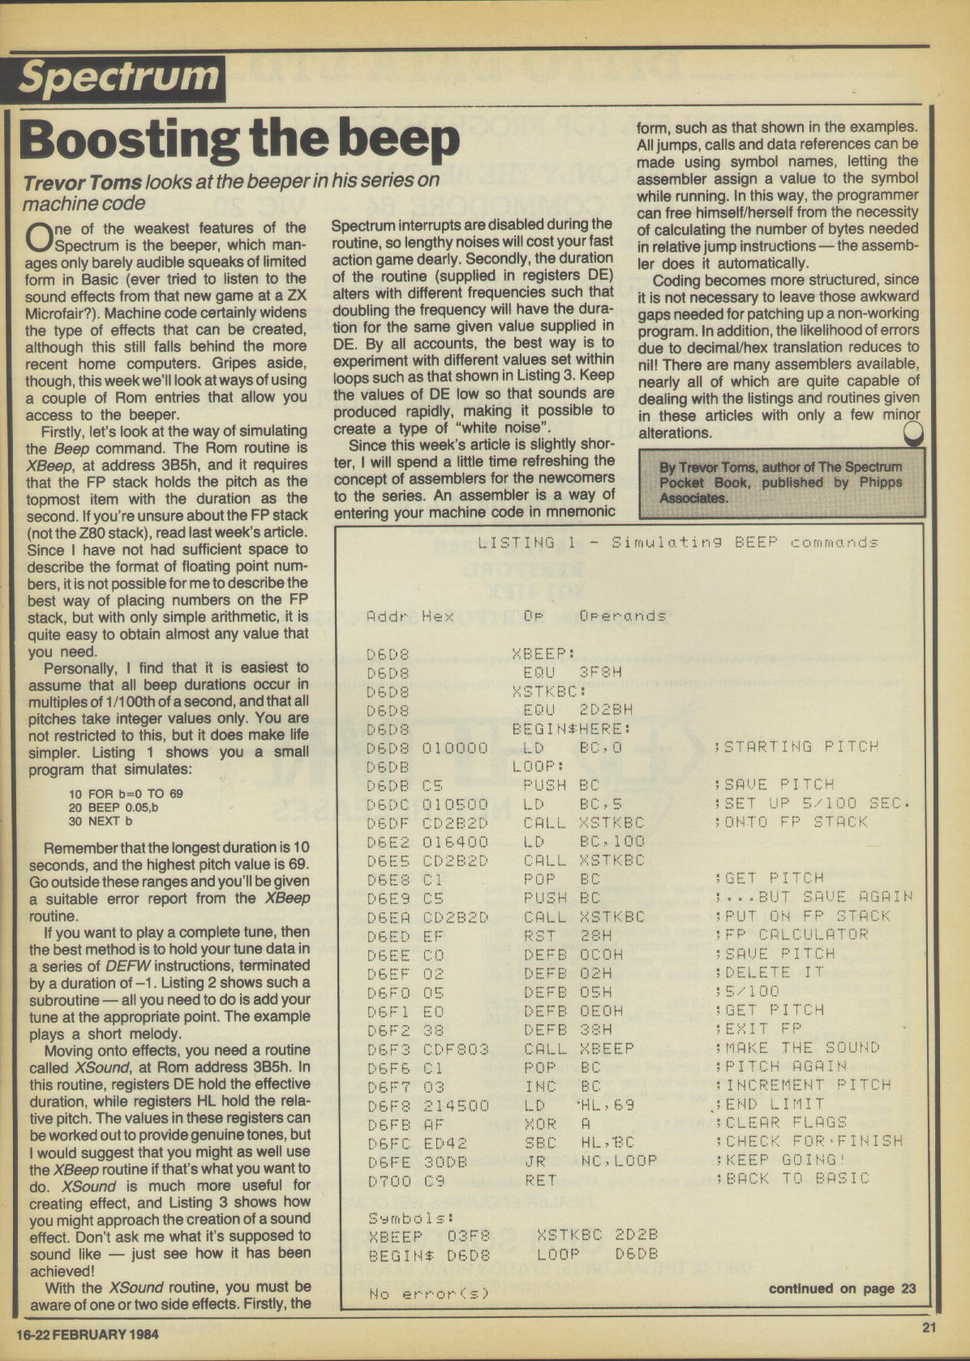 Spectrum
Boosting the beep
Trevor Toms looks at the beeper in his series on
machine code
One of the weakest features of the
Spectrum is the beeper, which man-
ages only barely audible squeaks of limited
form in Basic (ever tried to listen to the
sound effects from that new game at a ZX
Microfair?). Machine code certainly widens
the type of effects that can be created,
although this still falls behind the more
recent home computers. Gripes aside,
though, this week we'll look at ways of using
a couple of Rom entries that allow you
access to the beeper.
Firstly, let's look at the way of simulating
the Beep command. The Rom routine is
XBeep, at address 3B5h, and it requires
that the FP stack holds the pitch as the
topmost item with the duration as the
second. If you're unsure about the FP stack
(not the Z80 stack), read last week's article.
Since I have not had sufficient space to
describe the format of floating point num-
bers, it is not possible for me to describe the
best way of placing numbers on the FP
stack, but with only simple arithmetic, it is
quite easy to obtain almost any value that
you need.
Personally, I find that it is easiest to
assume that all beep durations occur in
multiples of 1/100th of a second, and that all
pitches take integer values only. You are
not restricted to this, but it does make life
simpler. Listing 1 shows you a small
program that simulates:
10 FOR b=0 TO 69
20 BEEP 0.05,b
30 NEXT b
Remember that the longest duration is 10
seconds, and the highest pitch value is 69.
Go outside these ranges and you'll be given
a suitable error report from the XBeep
routine.
If you want to play a complete tune, then
the best method is to hold your tune data in
a series of DEFW instructions, terminated
by a duration of –1. Listing 2 shows such a
subroutine — all you need to do is add your
tune at the appropriate point. The example
plays a short melody.
Moving onto effects, you need a routine
called XSound, at Rom address 3B5h. In
this routine, registers DE hold the effective
duration, while registers HL hold the rela-
tive pitch. The values in these registers can
be worked out to provide genuine tones, but
I would suggest that you might as well use
the XBeep routine if that's what you want to
do. XSound is much more useful for
creating effect, and Listing 3 shows how
you might approach the creation of a sound
effect. Don't ask me what it's supposed to
sound like — just see how it has been
achieved!
With the XSound routine, you must be
aware of one or two side effects. Firstly, the
Spectrum interrupts are disabled during the
routine, so lengthy noises will cost your fast
action game dearly. Secondly, the duration
of the routine (supplied in registers DE)
alters with different frequencies such that
doubling the frequency will have the dura-
tion for the same given value supplied in
DE. By all accounts, the best way is to
experiment with different values set within
loops such as that shown in Listing 3. Keep
the values of DE low so that sounds are
produced rapidly, making it possible to
create a type of "white noise".
Since this week's article is slightly shor-
ter, I will spend a little time refreshing the
concept of assemblers for the newcomers
to the series. An assembler is a way of
entering your machine code in mnemonic
form, such as that shown in the examples.
All jumps, calls and data references can be
made using symbol names, letting the
assembler assign a value to the symbol
while running. In this way, the programmer
can free himself/herself from the necessity
of calculating the number of bytes needed
in relative jump instructions — the assemb-
ler does it automatically.
Coding becomes more structured, since
it is not necessary to leave those awkward
gaps needed for patching up a non-working
program. In addition, the likelihood of errors
due to decimal/hex translation reduces to
nil! There are many assemblers available,
nearly all of which are quite capable of
dealing with the listings and routines given
in these articles with only a few minor
alterations.
By Trevor Toms, author of The Spectrum
Pocket Book, published by Phipps
Associates.
LISTING 1 - Simulating BEEP commands
Addr Hex Op Operands
D6D8 XBEEP:
D6D8 EQU 3F8H
D6D8 XSTKBC:
D6D8 EQU 2D2BH
D6D8 BEGIN$HERE:
D6D8 010000 LD BC,0 ;STARTING PITCH
D6DB LOOP:
D6DB C5 PUSH BC ;SAVE PITCH
D6DC 010500 LD BC,5 ;SET UP 5/100 SEC.
D6DF CD2B2D CALL XSTKBC ;ONTO FP STACK
D6E2 016400 LD BC,100
D6E5 CD2B2D CALL XSTKBC
D6E8 C1 POP BC ;GET PITCH
D6E9 C5 PUSH BC ;...BUT SAVE AGAIN
D6EA CD2B2D CALL XSTKBC ;PUT ON FP STACK
D6ED EF RST 28H ;FP CALCULATOR
D6EE C0 DEFB 0C0H ;SAVE PITCH
D6EF 02 DEFB 02H ;DELETE IT
D6F0 05 DEFB 05H ;5/100
D6F1 E0 DEFB 0E0H ;GET PITCH
D6F2 38 DEFB 38H ;EXIT FP
D6F3 CDF803 CALL XBEEP ;MAKE THE SOUND
D6F6 C1 POP BC ;PITCH AGAIN
D6F7 03 INC BC ;INCREMENT PITCH
D6F8 214500 LD HL,69 ;END LIMIT
D6FB AF XOR A ;CLEAR FLAGS
D6FC ED42 SBC HL,BC ;CHECK FOR FINISH
D6FE 30DB JR NC,LOOP ;KEEP GOING!
D700 C9 RET ;BACK TO BASIC
Symbols:
XBEEP 03F8 XSTKBC 2D2B
BEGIN$ D6D8 LOOP D6DB
No error(s)
continued on page 23
16-22 FEBRUARY 1984
21